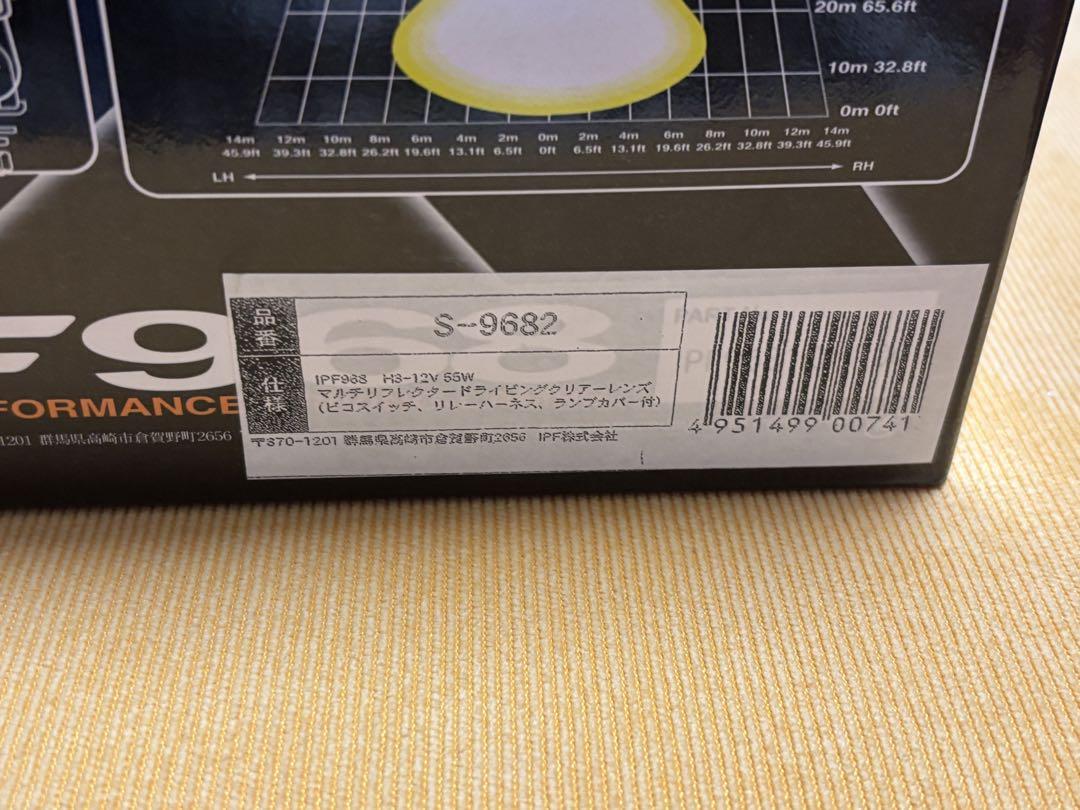 20m 65.6ft
10m 32.8ft
0m 0ft
14m 12m 10m 8m 6m 4m 2m 0m 2m 4m 6m 8m 10m 12m 14m
45.9ft 39.3ft 32.8ft 26.2ft 19.6ft 13.1ft 6.5ft 0ft 6.5ft 13.1ft 19.6ft 26.2ft 32.8ft 39.3ft 45.9ft
LH RH
F968
FORMANCE
1201 群馬県高崎市倉賀野町2656
品番 S-9682
仕様 IPF968 H3-12V 55W
マルチリフレクタードライビングクリアーレンズ
(ピコスイッチ、リレーハーネス、ランプカバー付)
〒370-1201 群馬県高崎市倉賀野町2656 IPF株式会社
4 951499 00741